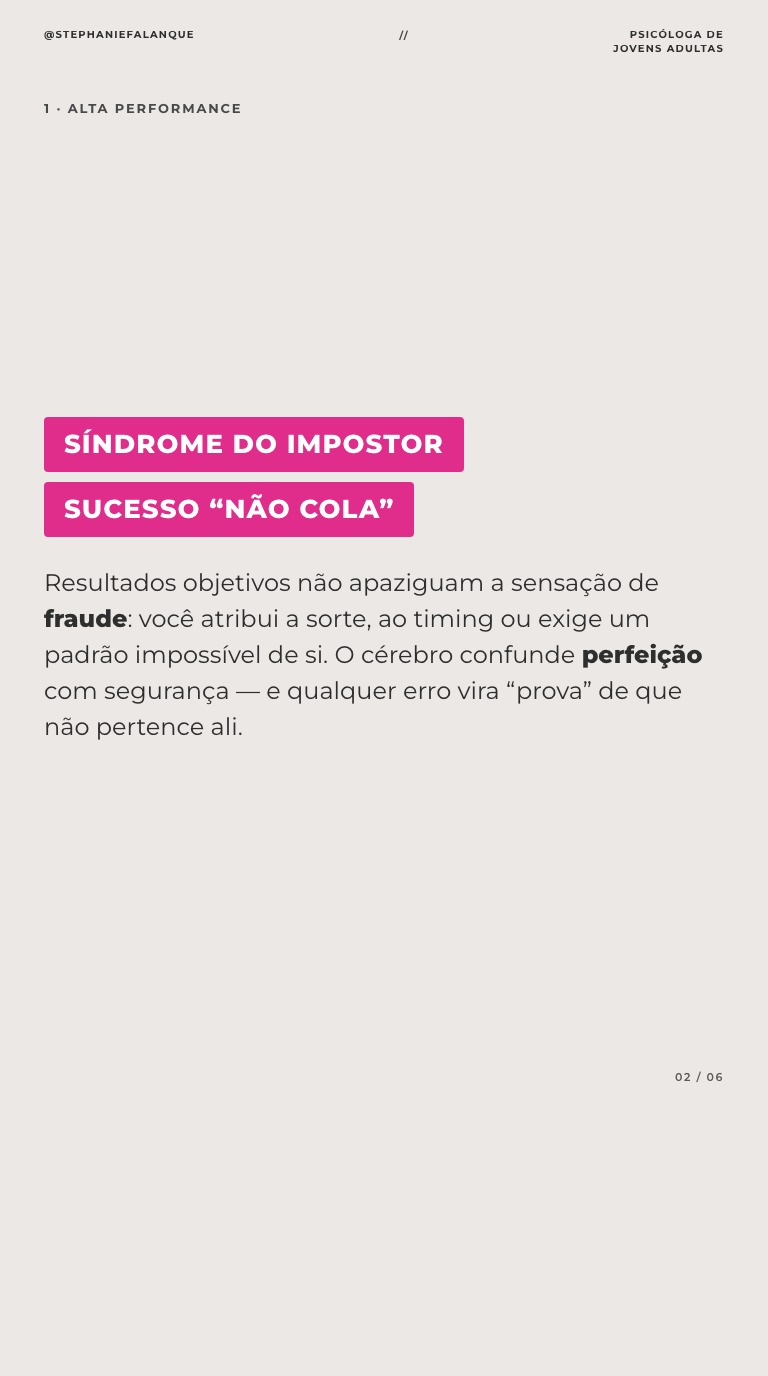 @STEPHANIEFALANQUE
//
PSICÓLOGA DE
JOVENS ADULTAS
1 · ALTA PERFORMANCE
SÍNDROME DO IMPOSTOR
SUCESSO “NÃO COLA”
Resultados objetivos não apaziguam a sensação de
fraude: você atribui a sorte, ao timing ou exige um
padrão impossível de si. O cérebro confunde perfeição
com segurança — e qualquer erro vira “prova” de que
não pertence ali.
02 / 06